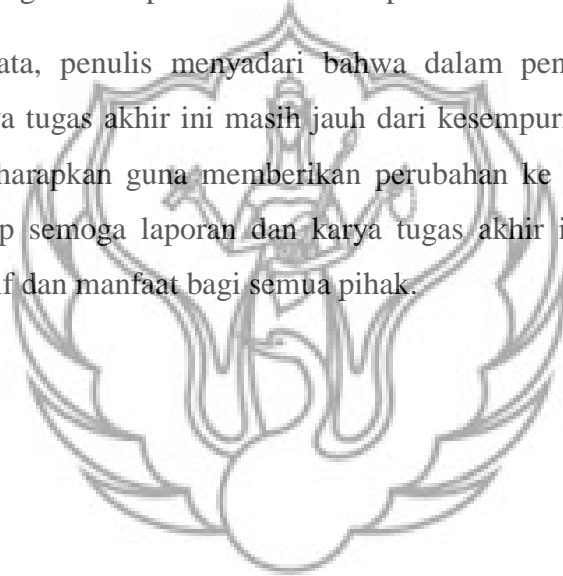 ata, penulis menyadari bahwa dalam pen
a tugas akhir ini masih jauh dari kesempur
harapkan guna memberikan perubahan ke
p semoga laporan dan karya tugas akhir i
if dan manfaat bagi semua pihak.